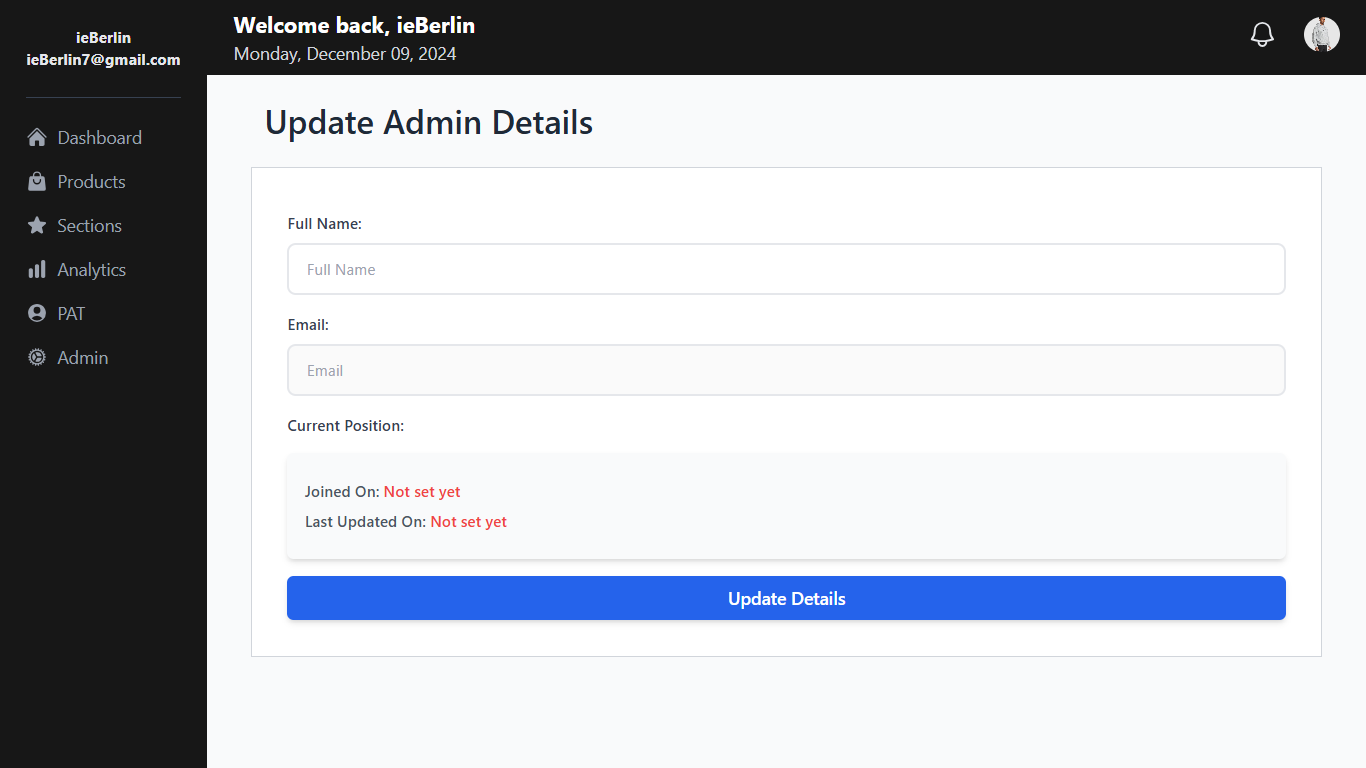 ieBerlin
ieBerlin7@gmail.com
Dashboard
Products
Sections
Analytics
PAT
Admin
Welcome back, ieBerlin
Monday, December 09, 2024
Update Admin Details
Full Name:
Full Name
Email:
Email
Current Position:
Joined On: Not set yet
Last Updated On: Not set yet
Update Details